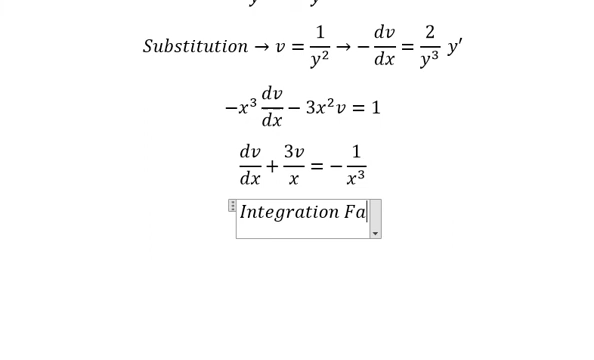 Substitution → v = 1/y² → − dv/dx = 2/y³ y′
−x³ dv/dx − 3x²v = 1
dv/dx + 3v/x = − 1/x³
Integration Fa